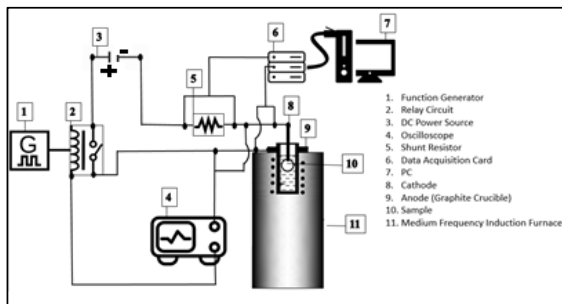 3
6
7
- 
+
5
1
2
8
9
G
10
4
11
1. Function Generator
2. Relay Circuit
3. DC Power Source
4. Oscilloscope
5. Shunt Resistor
6. Data Acquisition Card
7. PC
8. Cathode
9. Anode (Graphite Crucible)
10. Sample
11. Medium Frequency Induction Furnace